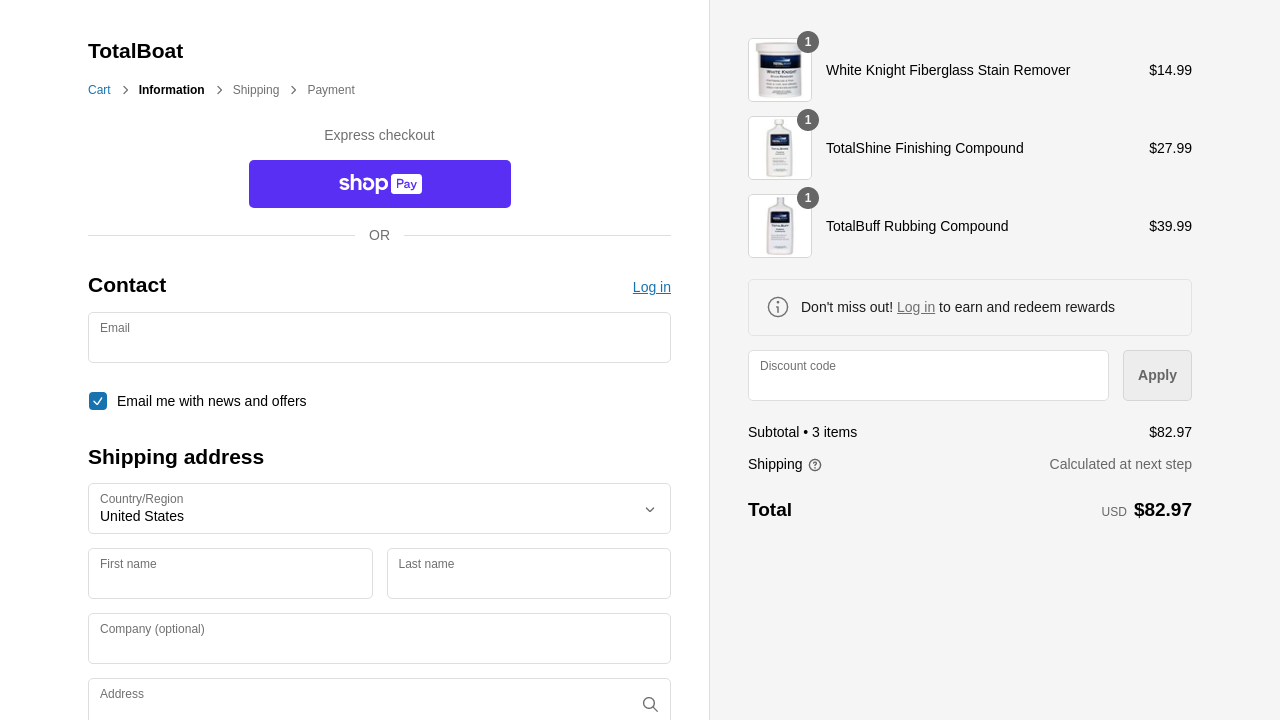 TotalBoat
Cart > Information > Shipping > Payment
Express checkout
shop Pay
OR
Contact
Log in
Email
Email me with news and offers
Shipping address
Country/Region
United States
First name
Last name
Company (optional)
Address
1
White Knight Fiberglass Stain Remover
$14.99
1
TotalShine Finishing Compound
$27.99
1
TotalBuff Rubbing Compound
$39.99
Don't miss out! Log in to earn and redeem rewards
Discount code
Apply
Subtotal • 3 items
$82.97
Shipping
Calculated at next step
Total
USD $82.97